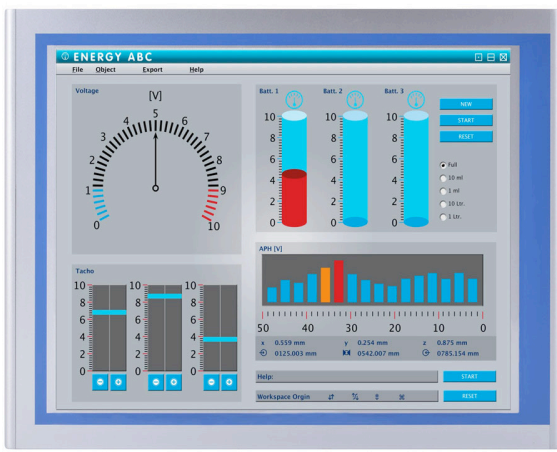 ENERGY ABC
File Object Export Help
Voltage
[V]
0 1 2 3 4 5 6 7 8 9 10
Batt. 1 Batt. 2 Batt. 3
10 10 10
8 8 8
6 6 6
4 4 4
2 2 2
0 0 0
NEW
START
RESET
Full
10 ml
1 ml
10 Ltr.
1 Ltr.
Tacho
10 10 10
8 8 8
6 6 6
4 4 4
2 2 2
0 0 0
APH [V]
50 40 30 20 10 0
x 0.559 mm y 0.254 mm z 0.875 mm
0125.003 mm 0542.007 mm 0785.154 mm
Help: START
Workspace Orgin RESET